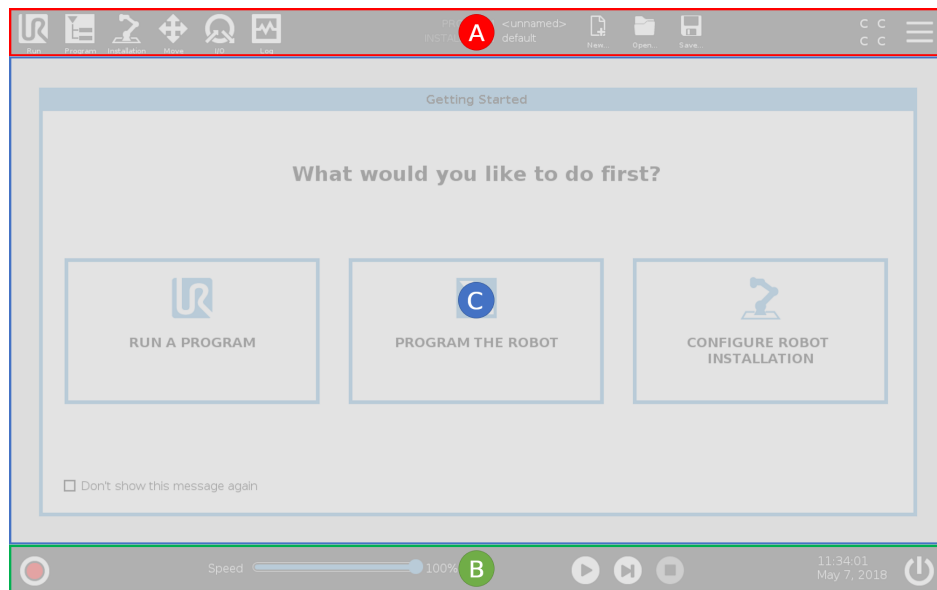 <unnamed>
default
A
C C
C C
Run
Program
Installation
Move
I/O
Log
New...
Open...
Save...
Getting Started
What would you like to do first?
C
RUN A PROGRAM
PROGRAM THE ROBOT
CONFIGURE ROBOT
INSTALLATION
Don't show this message again
Speed
100%
B
11:34:01
May 7, 2018